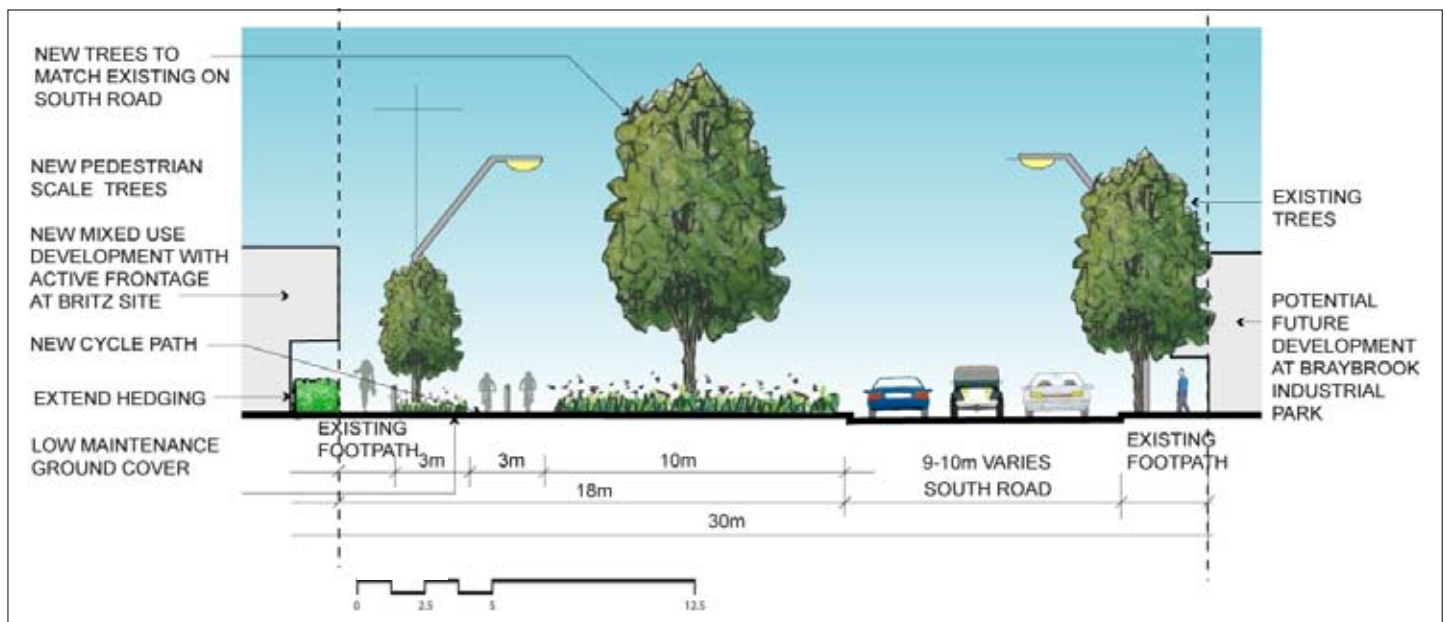 NEW TREES TO
MATCH EXISTING ON
SOUTH ROAD
NEW PEDESTRIAN
SCALE TREES
NEW MIXED USE
DEVELOPMENT WITH
ACTIVE FRONTAGE
AT BRITZ SITE
NEW CYCLE PATH
EXTEND HEDGING
LOW MAINTENANCE
GROUND COVER
EXISTING
TREES
POTENTIAL
FUTURE
DEVELOPMENT
AT BRAYBROOK
INDUSTRIAL
PARK
EXISTING
FOOTPATH
3m
3m
10m
9-10m VARIES
SOUTH ROAD
EXISTING
FOOTPATH
18m
30m
0 2.5 5 12.5